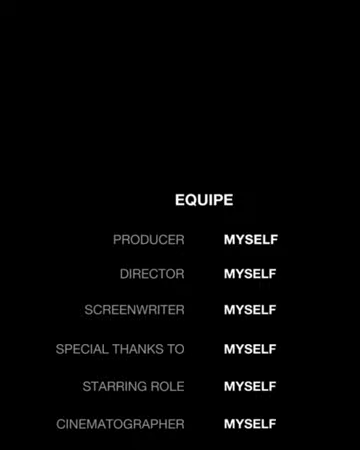 EQUIPE
PRODUCER MYSELF
DIRECTOR MYSELF
SCREENWRITER MYSELF
SPECIAL THANKS TO MYSELF
STARRING ROLE MYSELF
CINEMATOGRAPHER MYSELF